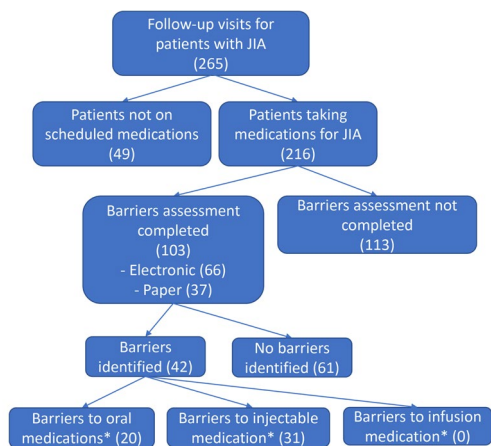 Follow-up visits for
patients with JIA
(265)
Patients not on
scheduled medications
(49)
Patients taking
medications for JIA
(216)
Barriers assessment
completed
(103)
- Electronic (66)
- Paper (37)
Barriers assessment not
completed
(113)
Barriers
identified (42)
No barriers
identified (61)
Barriers to oral
medications* (20)
Barriers to injectable
medication* (31)
Barriers to infusion
medication* (0)